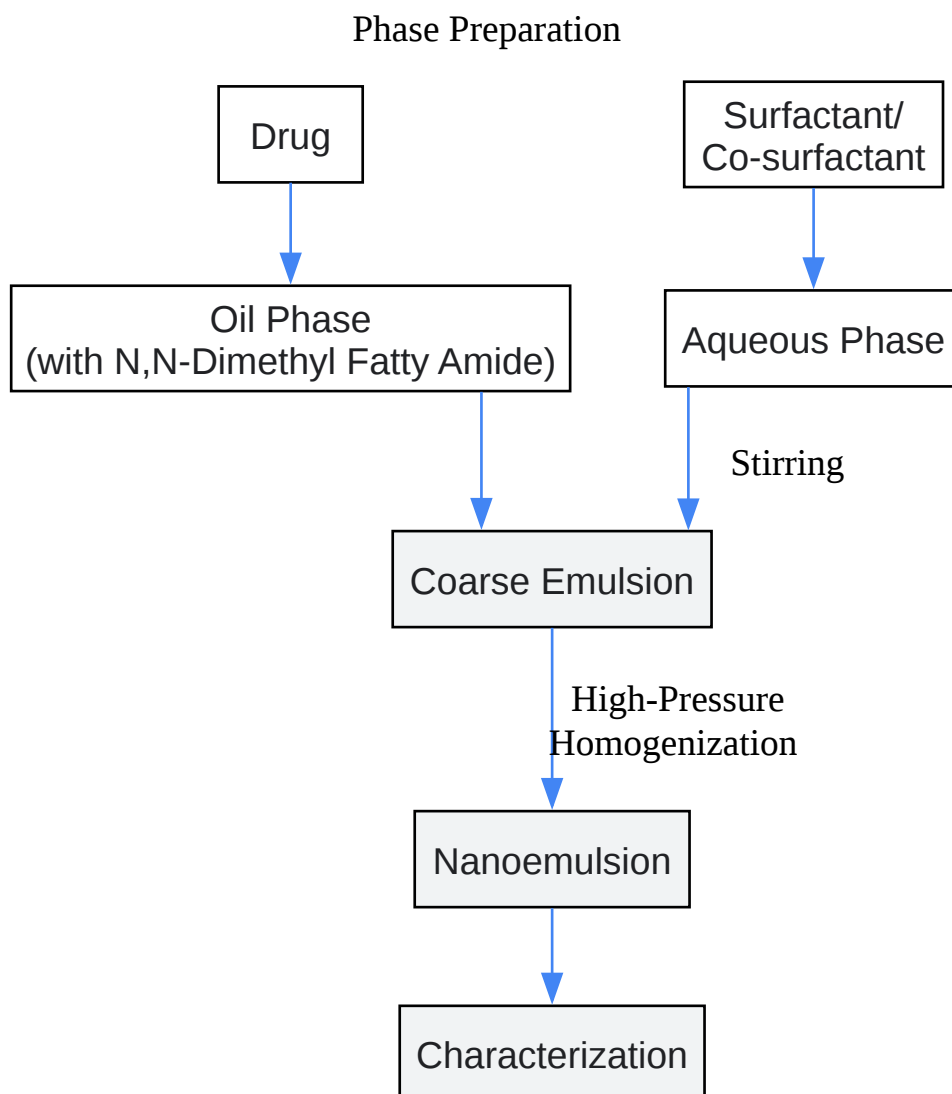 Phase Preparation
Drug
Surfactant/
Co-surfactant
Oil Phase
(with N,N-Dimethyl Fatty Amide)
Aqueous Phase
Stirring
Coarse Emulsion
High-Pressure
Homogenization
Nanoemulsion
Characterization